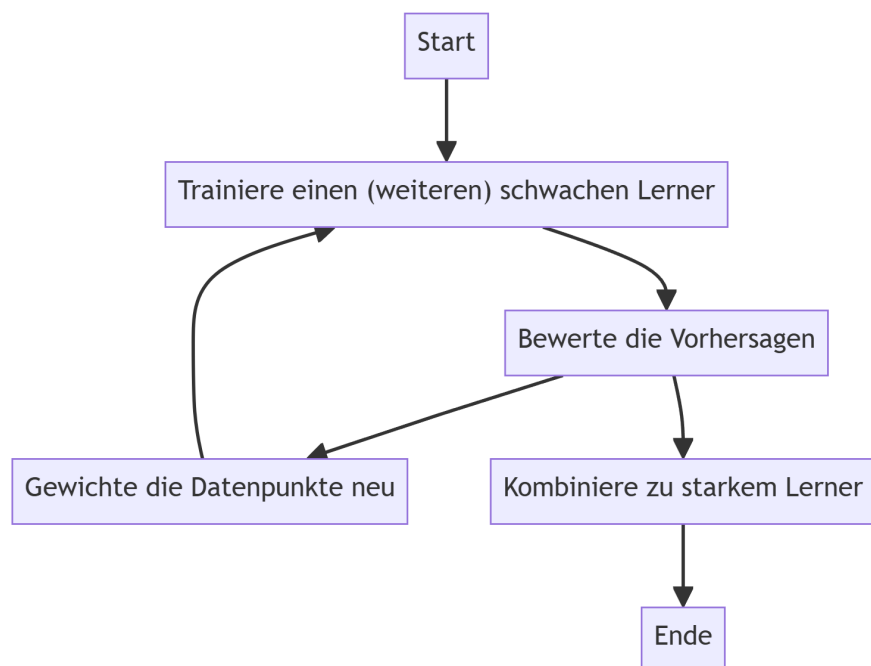 Start
Trainiere einen (weiteren) schwachen Lerner
Bewerte die Vorhersagen
Gewichte die Datenpunkte neu
Kombiniere zu starkem Lerner
Ende